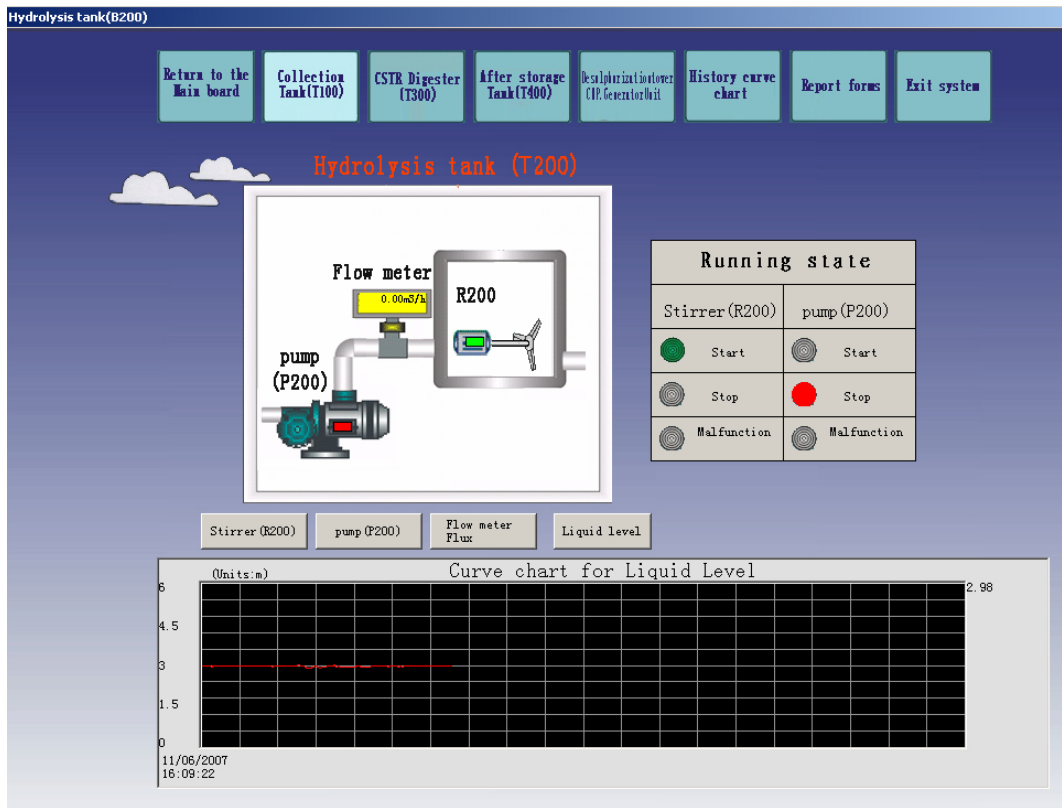 Hydrolysis tank(B200)
Return to the
Main board
Collection
Tank(T100)
CSTR Digester
(T300)
After storage
Tank(T400)
Desulphurizationtower
CHP.GeneratorUnit
History curve
chart
Report forms
Exit system
Hydrolysis tank (T200)
Flow meter
0.00m3/h
R200
pump
(P200)
Running state
Stirrer(R200)
pump(P200)
Start
Start
Stop
Stop
Malfunction
Malfunction
Stirrer(R200)
pump(P200)
Flow meter
Flux
Liquid level
(Units:m)
Curve chart for Liquid Level
6
2.98
4.5
3
1.5
0
11/06/2007
16:09:22